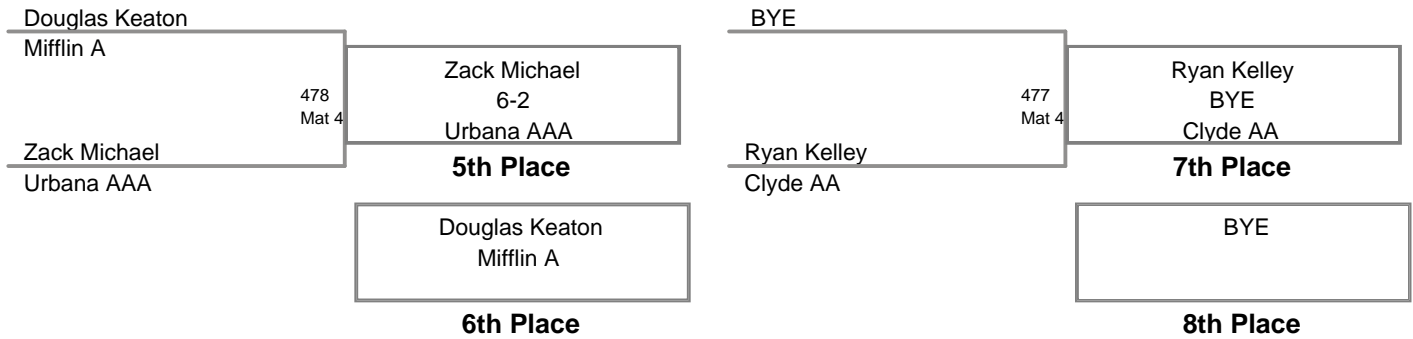 Douglas Keaton
Mifflin A
478
Mat 4
Zack Michael
6-2
Urbana AAA
5th Place
Zack Michael
Urbana AAA
Douglas Keaton
Mifflin A
6th Place
BYE
477
Mat 4
Ryan Kelley
BYE
Clyde AA
7th Place
Ryan Kelley
Clyde AA
BYE
8th Place